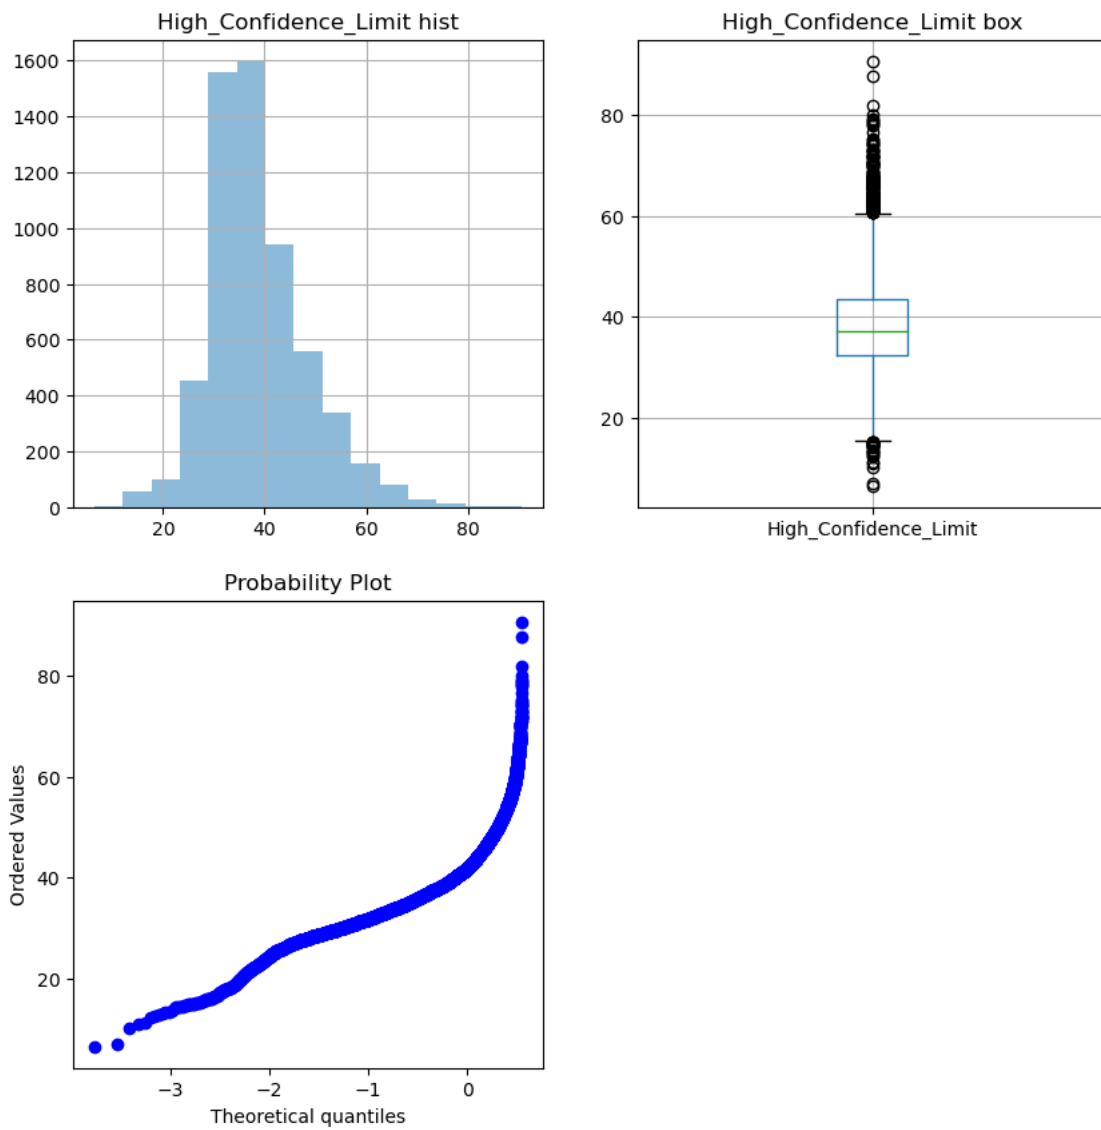 High_Confidence_Limit hist
1600
1400
1200
1000
800
600
400
200
0
20 40 60 80
High_Confidence_Limit box
80
60
40
20
High_Confidence_Limit
Probability Plot
Ordered Values
80
60
40
20
−3 −2 −1 0
Theoretical quantiles